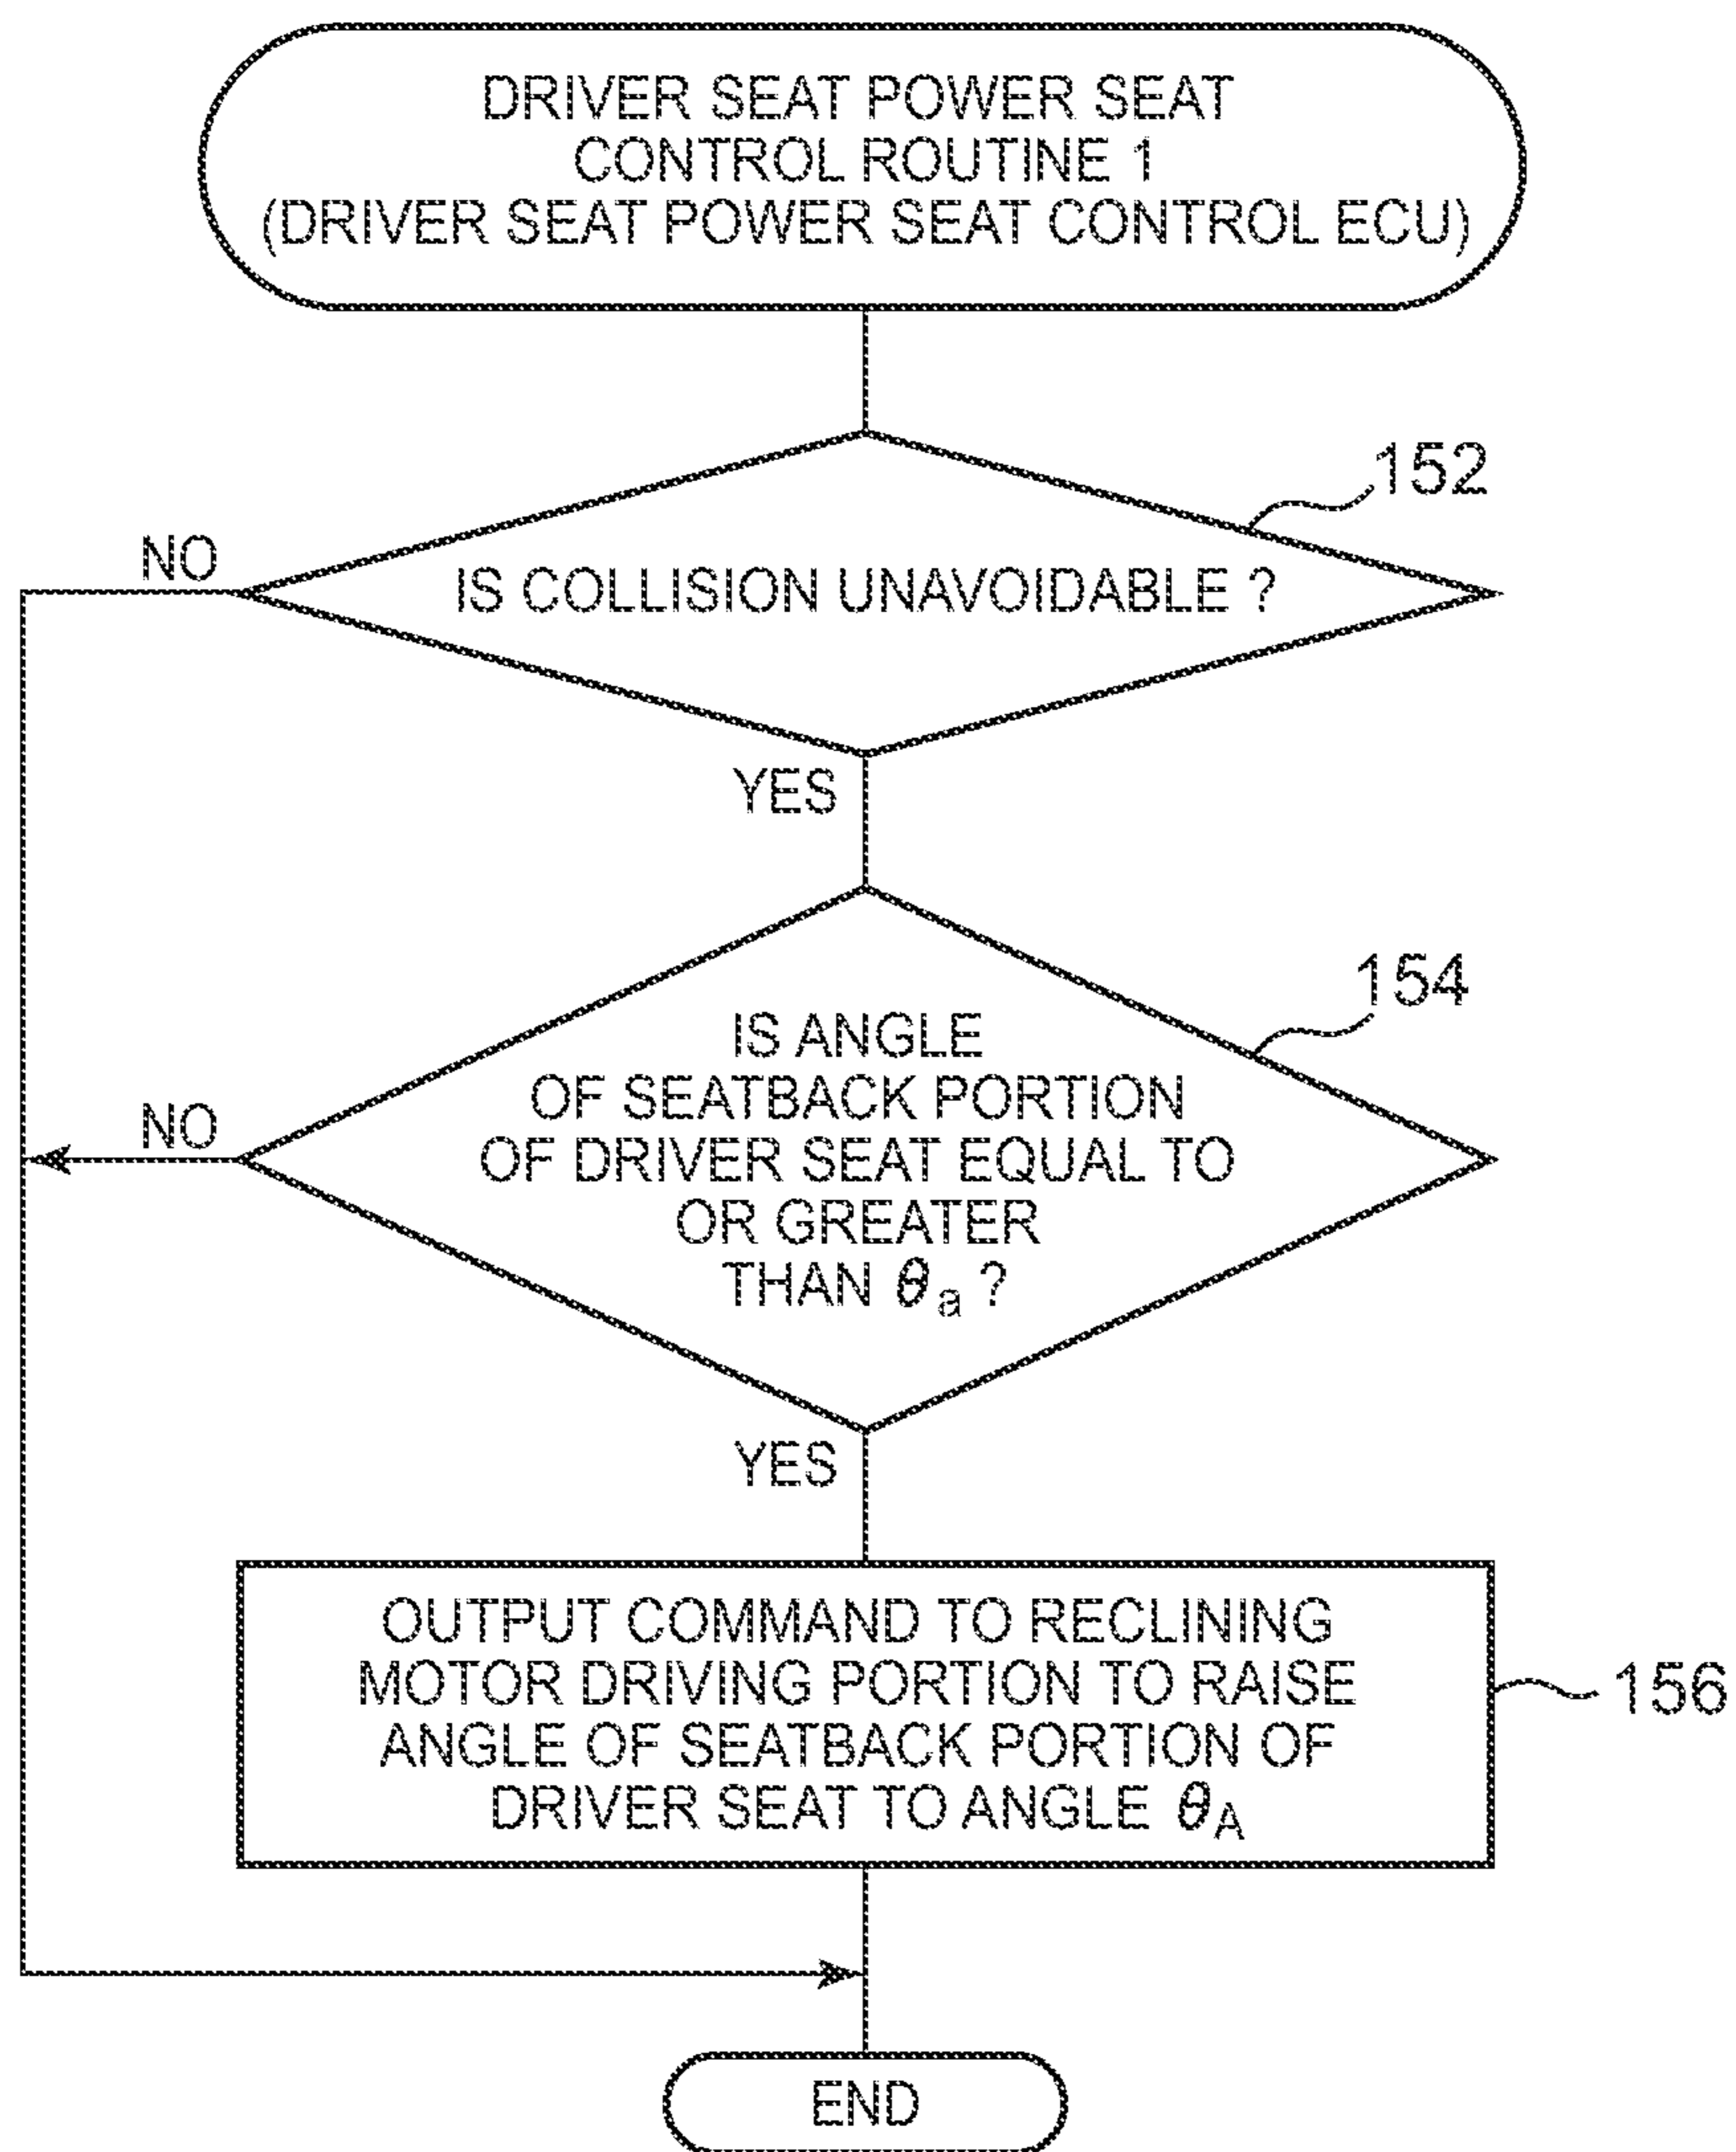 DRIVER SEAT POWER SEAT
CONTROL ROUTINE 1
(DRIVER SEAT POWER SEAT CONTROL ECU)
152
NO
IS COLLISION UNAVOIDABLE ?
YES
154
IS ANGLE
OF SEATBACK PORTION
NO
OF DRIVER SEAT EQUAL TO
OR GREATER
THAN θa ?
YES
OUTPUT COMMAND TO RECLINING
MOTOR DRIVING PORTION TO RAISE
ANGLE OF SEATBACK PORTION OF
DRIVER SEAT TO ANGLE θA
156
END